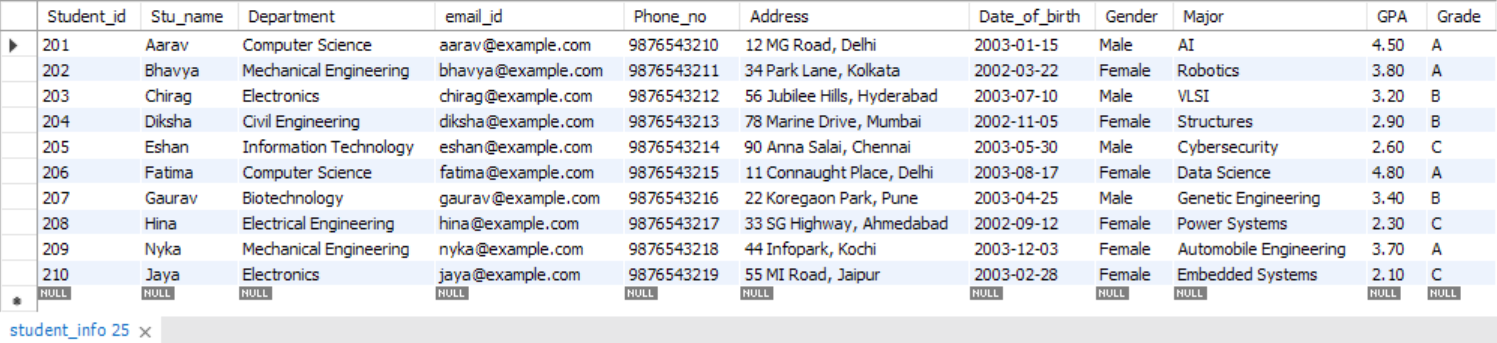 Student_id Stu_name Department email_id Phone_no Address Date_of_birth Gender Major GPA Grade
201 Aarav Computer Science aarav@example.com 9876543210 12 MG Road, Delhi 2003-01-15 Male AI 4.50 A
202 Bhavya Mechanical Engineering bhavya@example.com 9876543211 34 Park Lane, Kolkata 2002-03-22 Female Robotics 3.80 A
203 Chirag Electronics chirag@example.com 9876543212 56 Jubilee Hills, Hyderabad 2003-07-10 Male VLSI 3.20 B
204 Diksha Civil Engineering diksha@example.com 9876543213 78 Marine Drive, Mumbai 2002-11-05 Female Structures 2.90 B
205 Eshan Information Technology eshan@example.com 9876543214 90 Anna Salai, Chennai 2003-05-30 Male Cybersecurity 2.60 C
206 Fatima Computer Science fatima@example.com 9876543215 11 Connaught Place, Delhi 2003-08-17 Female Data Science 4.80 A
207 Gaurav Biotechnology gaurav@example.com 9876543216 22 Koregaon Park, Pune 2003-04-25 Male Genetic Engineering 3.40 B
208 Hina Electrical Engineering hina@example.com 9876543217 33 SG Highway, Ahmedabad 2002-09-12 Female Power Systems 2.30 C
209 Nyka Mechanical Engineering nyka@example.com 9876543218 44 Infopark, Kochi 2003-12-03 Female Automobile Engineering 3.70 A
210 Jaya Electronics jaya@example.com 9876543219 55 MI Road, Jaipur 2003-02-28 Female Embedded Systems 2.10 C
NULL NULL NULL NULL NULL NULL NULL NULL NULL NULL NULL
student_info 25